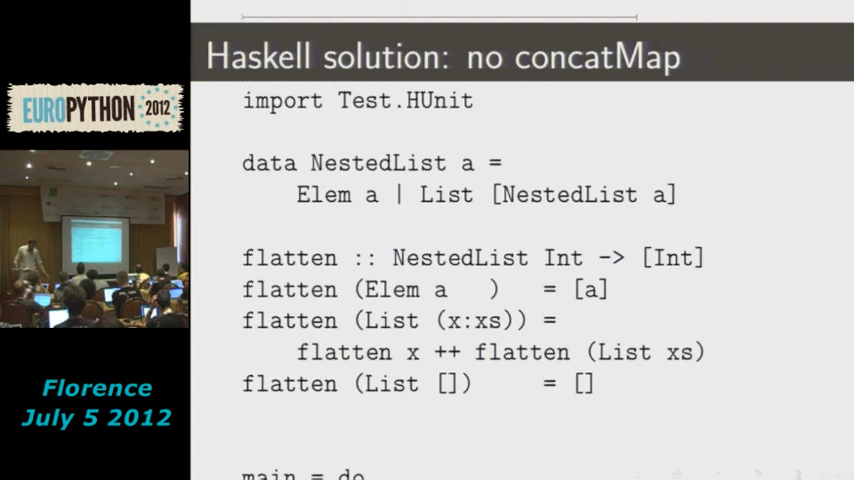 Haskell solution: no concatMap
EUROPYTHON 2012
import Test.HUnit
data NestedList a =
Elem a | List [NestedList a]
flatten :: NestedList Int -> [Int]
flatten (Elem a   )   = [a]
flatten (List (x:xs)) =
flatten x ++ flatten (List xs)
flatten (List [])     = []
main = do
Florence
July 5 2012